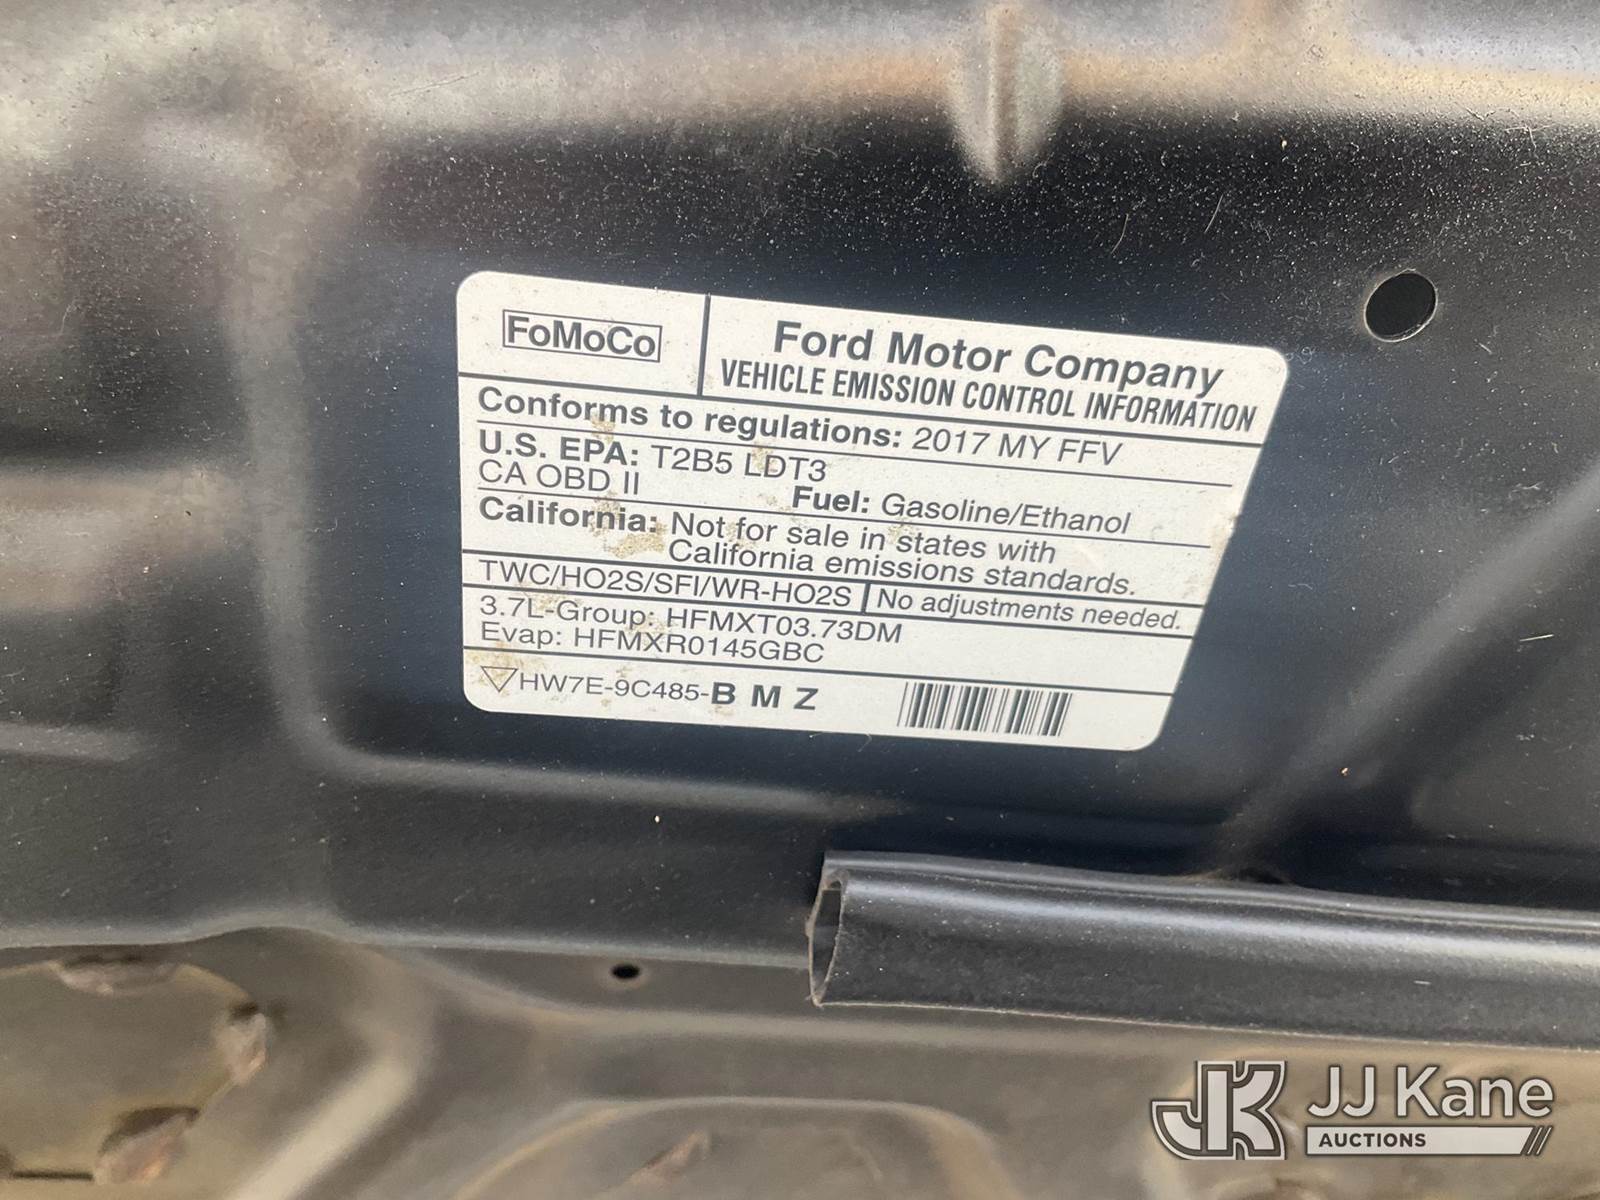 FoMoCo
Ford Motor Company
VEHICLE EMISSION CONTROL INFORMATION
Conforms to regulations: 2017 MY FFV
U.S. EPA: T2B5 LDT3
CA OBD II
Fuel: Gasoline/Ethanol
California: Not for sale in states with
California emissions standards.
TWC/HO2S/SFI/WR-HO2S No adjustments needed.
3.7L-Group: HFMXT03.73DM
Evap: HFMXR0145GBC
HW7E-9C485-B M Z
JK JJ Kane
AUCTIONS